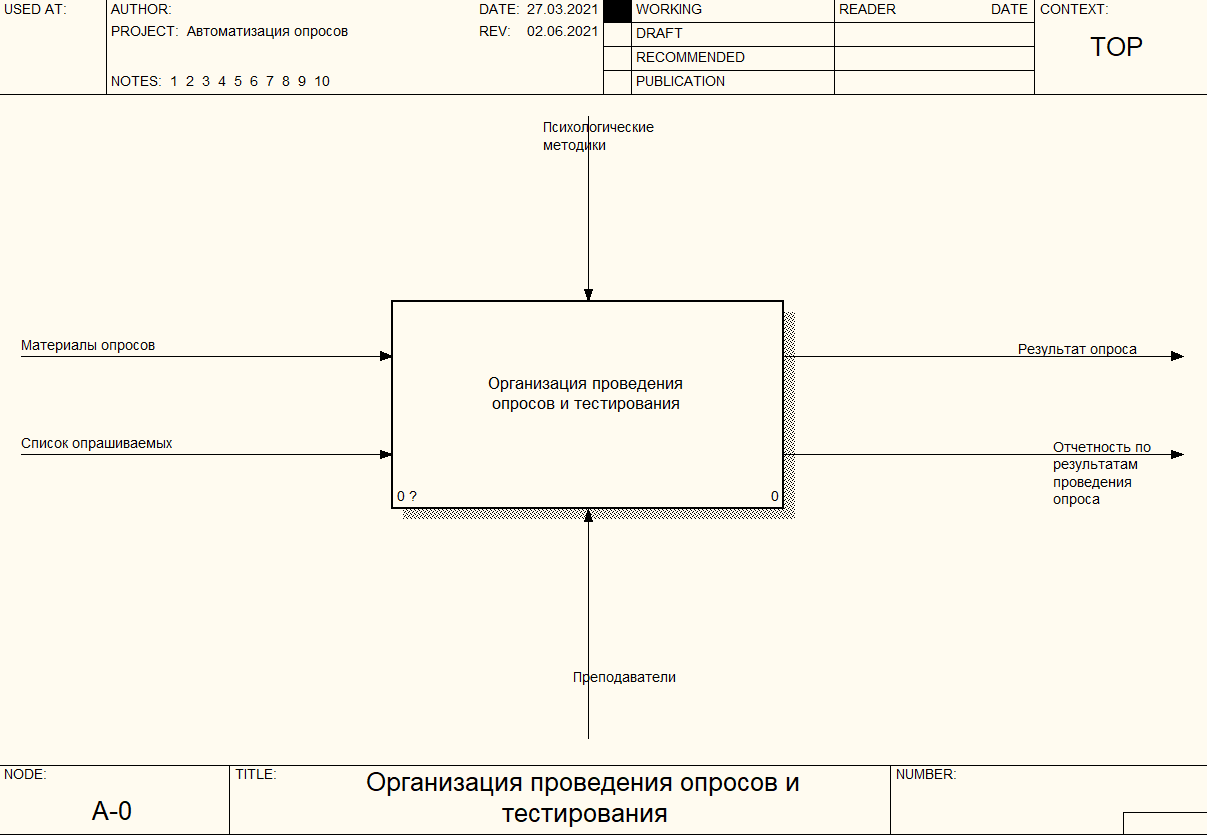 USED AT:
AUTHOR:
DATE: 27.03.2021
PROJECT: Автоматизация опросов
REV: 02.06.2021
NOTES: 1 2 3 4 5 6 7 8 9 10
WORKING
DRAFT
RECOMMENDED
PUBLICATION
READER DATE
CONTEXT:
TOP
Психологические
методики
Материалы опросов
Список опрашиваемых
Организация проведения
опросов и тестирования
0 ?
0
Результат опроса
Отчетность по
результатам
проведения
опроса
Преподаватели
NODE:
A-0
TITLE:
Организация проведения опросов и
тестирования
NUMBER: